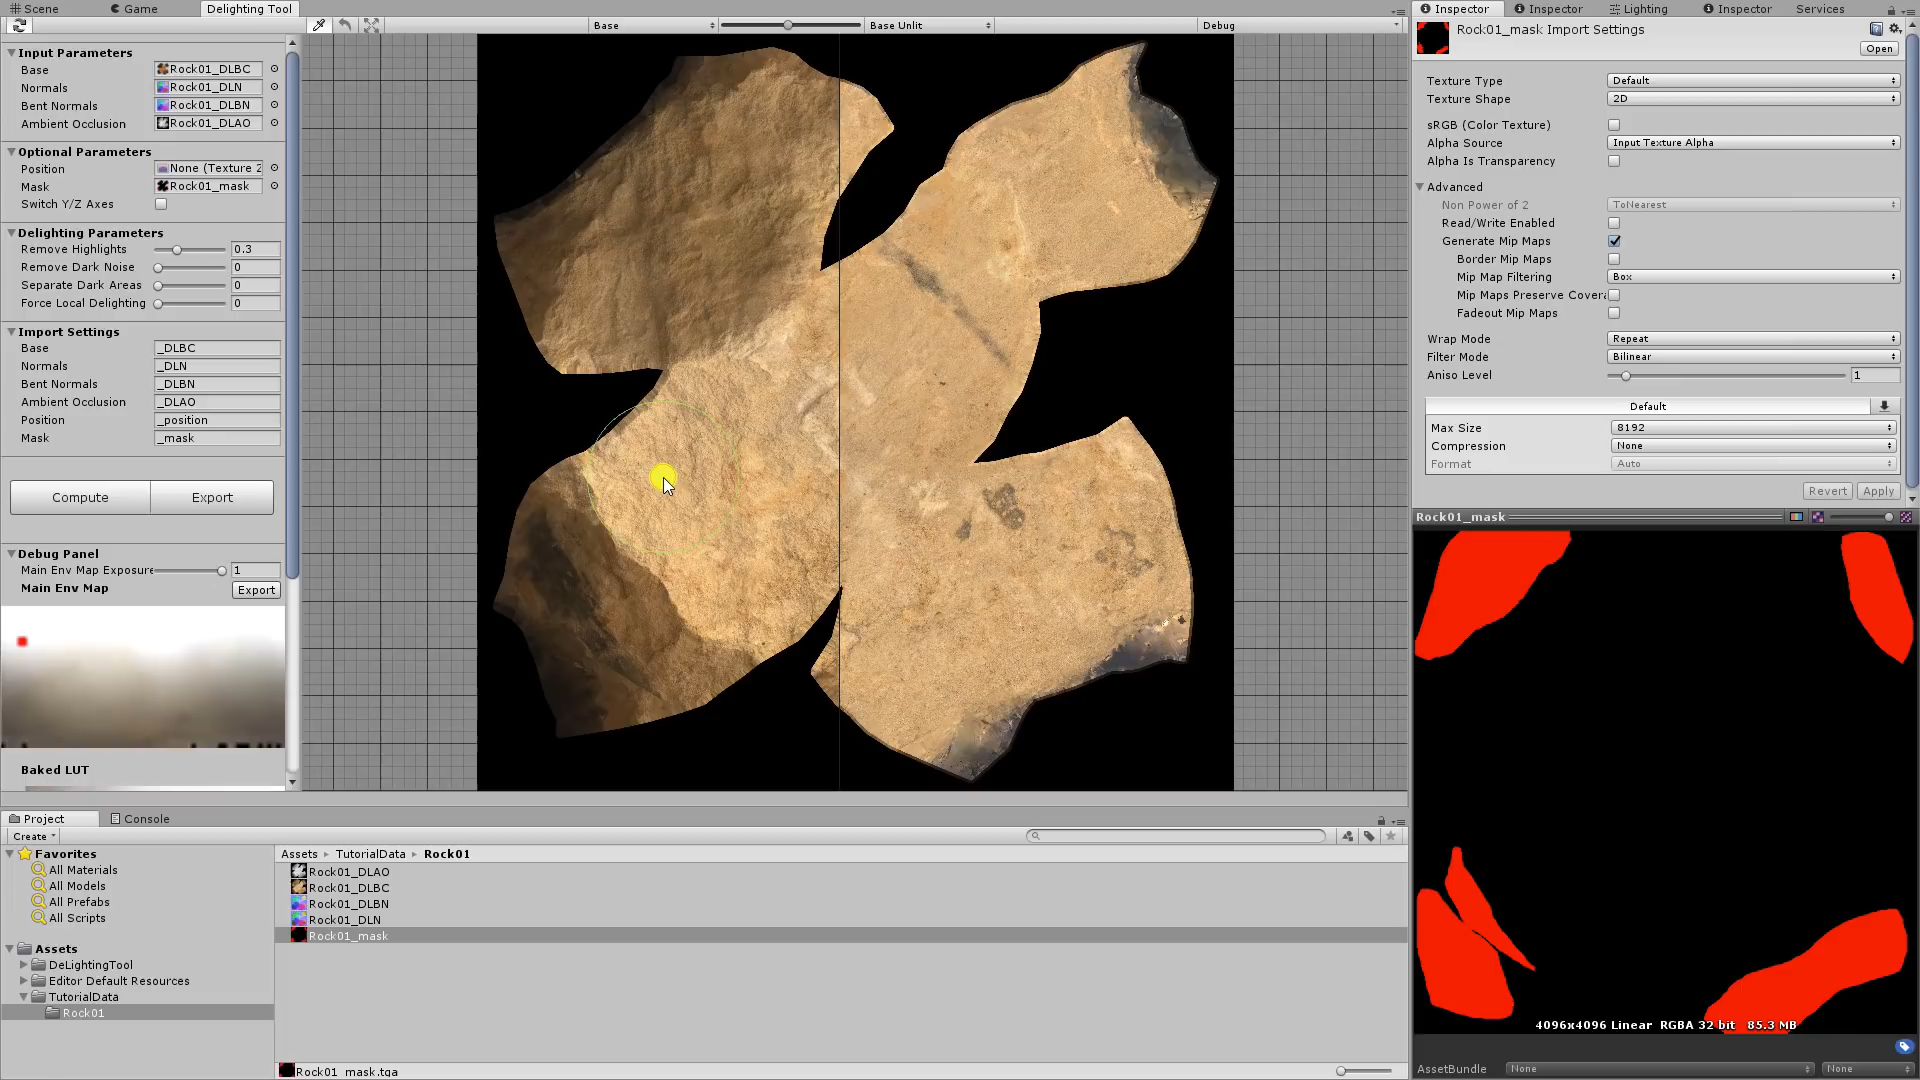 Scene
Game
Delighting Tool
Base
Base Unlit
Debug
Input Parameters
Base Rock01_DLBC
Normals Rock01_DLN
Bent Normals Rock01_DLBN
Ambient Occlusion Rock01_DLAO
Optional Parameters
Position None (Texture 2
Mask Rock01_mask
Switch Y/Z Axes
Delighting Parameters
Remove Highlights 0.3
Remove Dark Noise 0
Separate Dark Areas 0
Force Local Delighting 0
Import Settings
Base _DLBC
Normals _DLN
Bent Normals _DLBN
Ambient Occlusion _DLAO
Position _position
Mask _mask
Compute Export
Debug Panel
Main Env Map Exposure 1
Main Env Map Export
Baked LUT
Project
Console
Create
Favorites
All Materials
All Models
All Prefabs
All Scripts
Assets
DeLightingTool
Editor Default Resources
TutorialData
Rock01
Assets TutorialData Rock01
Rock01_DLAO
Rock01_DLBC
Rock01_DLBN
Rock01_DLN
Rock01_mask
Rock01_mask.tga
Inspector
Inspector
Lighting
Inspector
Services
Rock01_mask Import Settings
Open
Texture Type Default
Texture Shape 2D
sRGB (Color Texture)
Alpha Source Input Texture Alpha
Alpha Is Transparency
Advanced
Non Power of 2 ToNearest
Read/Write Enabled
Generate Mip Maps
Border Mip Maps
Mip Map Filtering Box
Mip Maps Preserve Covera
Fadeout Mip Maps
Wrap Mode Repeat
Filter Mode Bilinear
Aniso Level 1
Default
Max Size 8192
Compression None
Format Auto
Revert Apply
Rock01_mask
4096x4096 Linear RGBA 32 bit 85.3 MB
AssetBundle None None